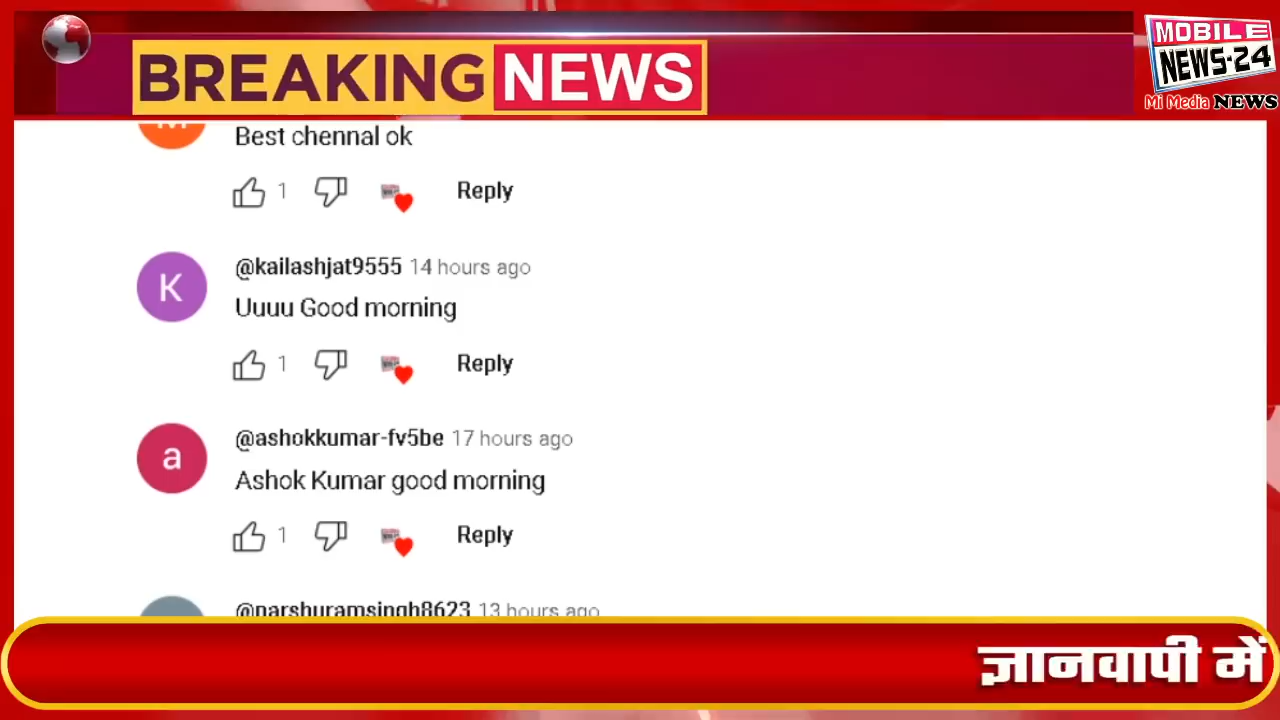 MOBILE
NEWS-24
Mi Media NEWS
BREAKING NEWS
M
Best chennal ok
1 Reply
K
@kailashjat9555 14 hours ago
Uuuu Good morning
1 Reply
a
@ashokkumar-fv5be 17 hours ago
Ashok Kumar good morning
1 Reply
@parshuramsingh8623 13 hours ago
ज्ञानवापी में